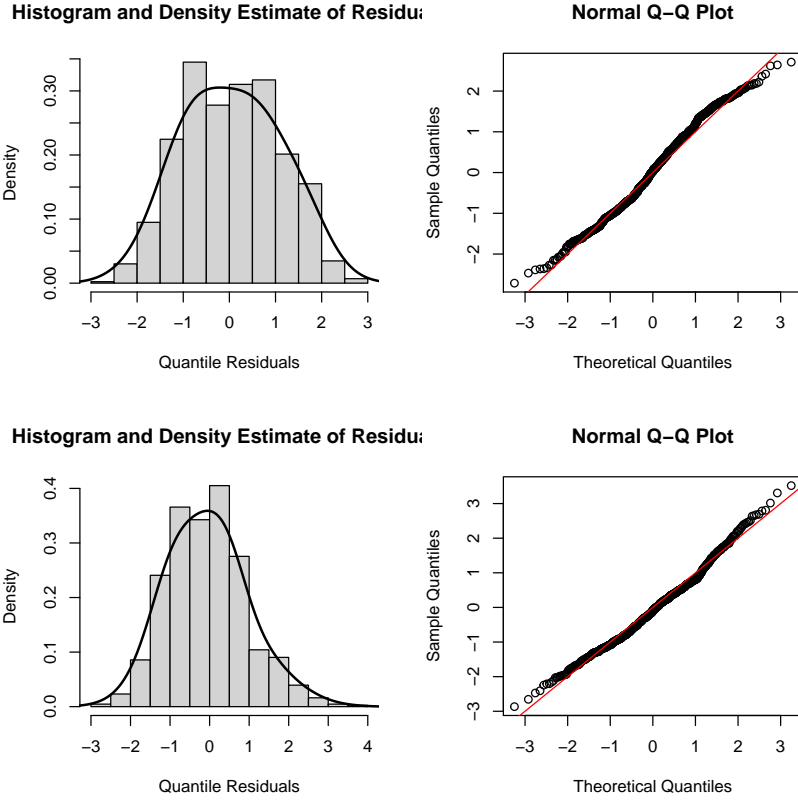 Histogram and Density Estimate of Residua
Density
0.00 0.10 0.20 0.30
−3 −2 −1 0 1 2 3
Quantile Residuals
Normal Q−Q Plot
Sample Quantiles
−2 −1 0 1 2
−3 −2 −1 0 1 2 3
Theoretical Quantiles
Histogram and Density Estimate of Residua
Density
0.0 0.1 0.2 0.3 0.4
−3 −2 −1 0 1 2 3 4
Quantile Residuals
Normal Q−Q Plot
Sample Quantiles
−3 −2 −1 0 1 2 3
−3 −2 −1 0 1 2 3
Theoretical Quantiles